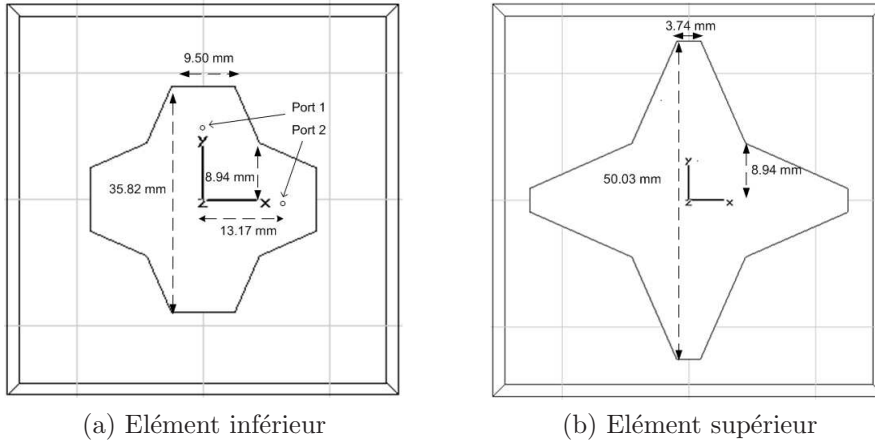 9.50 mm
Port 1
Port 2
Y
8.94 mm
35.82 mm
Z
X
13.17 mm
(a) Elément inférieur
3.74 mm
Y
8.94 mm
50.03 mm
Z
x
(b) Elément supérieur